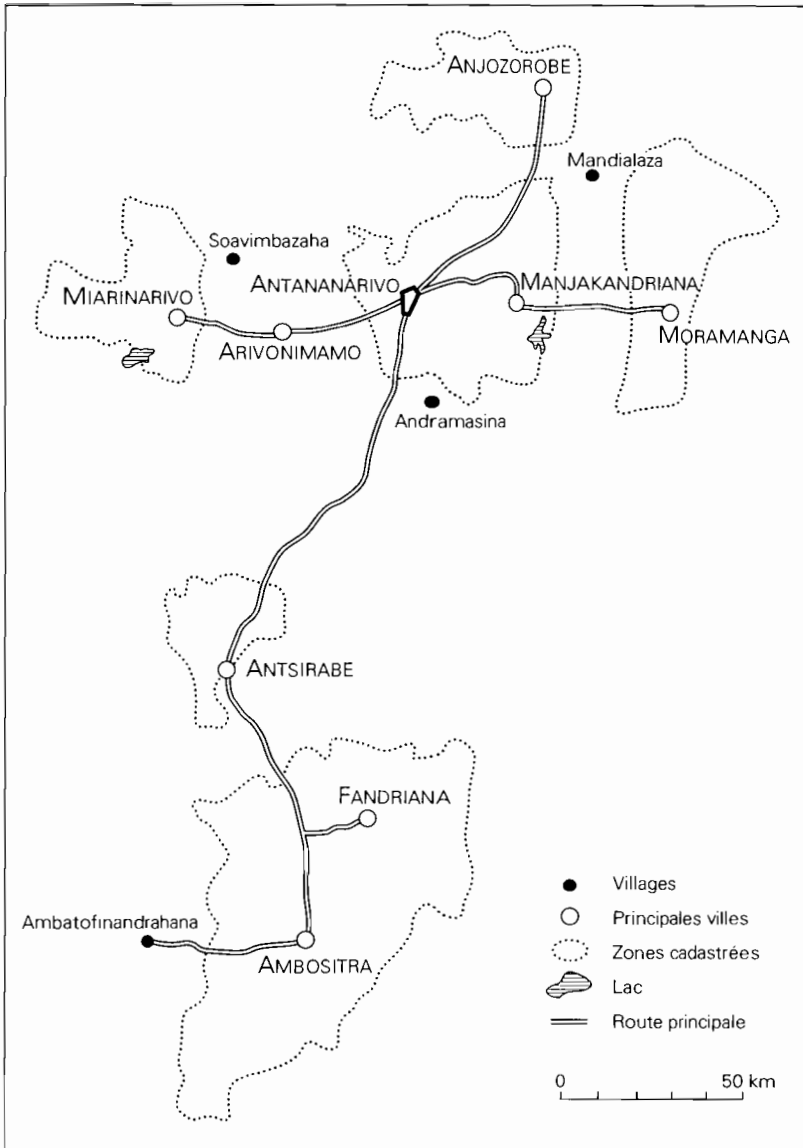 ANJOZOROBE
Mandialaza
Soavimbazaha
ANTANANARIVO
MANJAKANDRIANA
MIARINARIVO
ARIVONIMAMO
MORAMANGA
Andramasina
ANTSIRABE
FANDRIANA
Ambatofinandrahana
AMBOSITRA
Villages
Principales villes
Zones cadastrées
Lac
Route principale
0 50 km